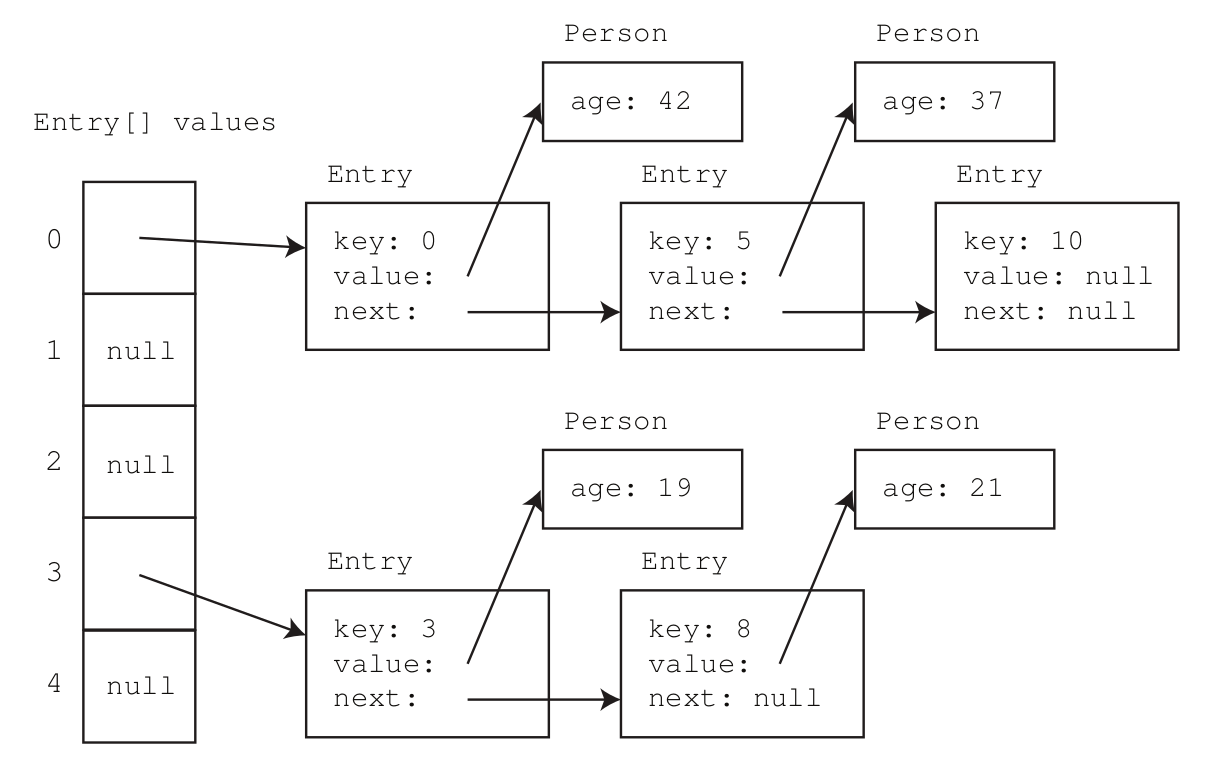 Person
Person
age: 42
age: 37
Entry[] values
Entry
Entry
Entry
0
key: 0
value:
next:
key: 5
value:
next:
key: 10
value: null
next: null
1
null
2
null
Person
Person
age: 19
age: 21
3
Entry
Entry
key: 3
value:
next:
key: 8
value:
next: null
4
null